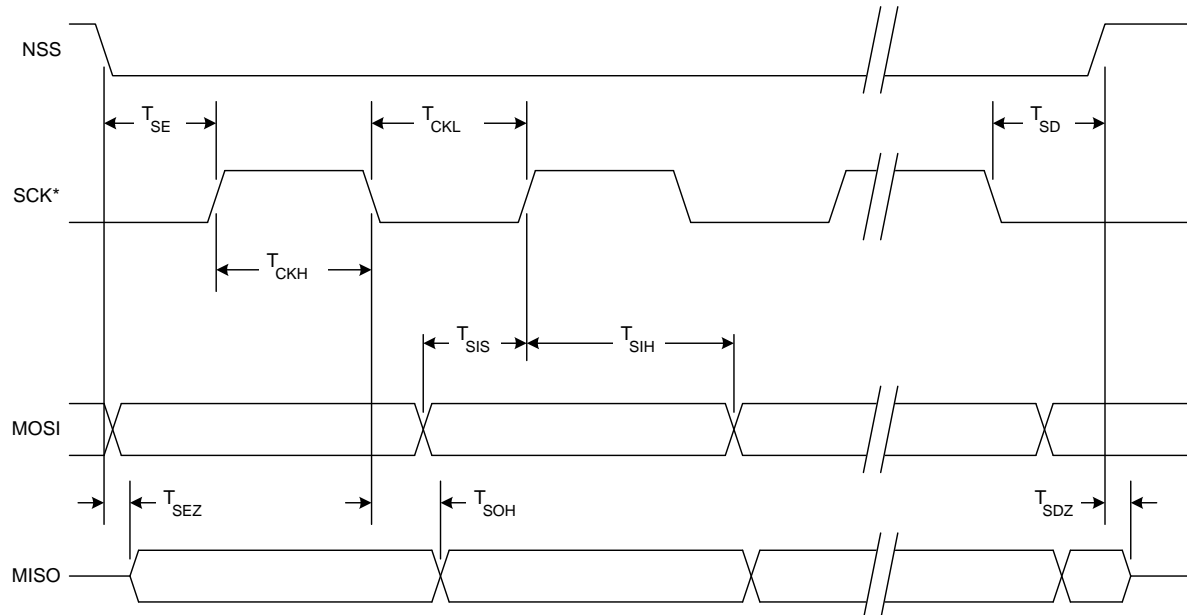 NSS
T_SE
T_CKL
T_SD
SCK*
T_CKH
T_SIS
T_SIH
MOSI
T_SEZ
T_SOH
T_SDZ
MISO